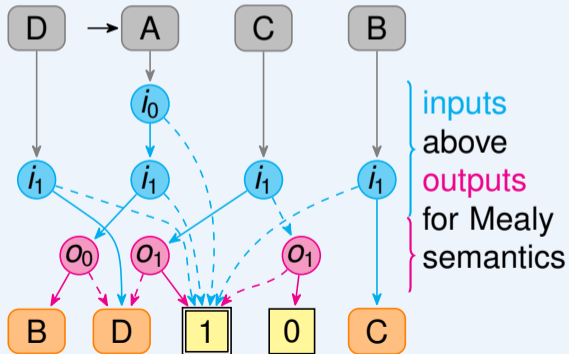 D A C B
i₀
i₁ i₁ i₁ i₁
o₀ o₁ o₁
B D 1 0 C
inputs
above
outputs
for Mealy
semantics